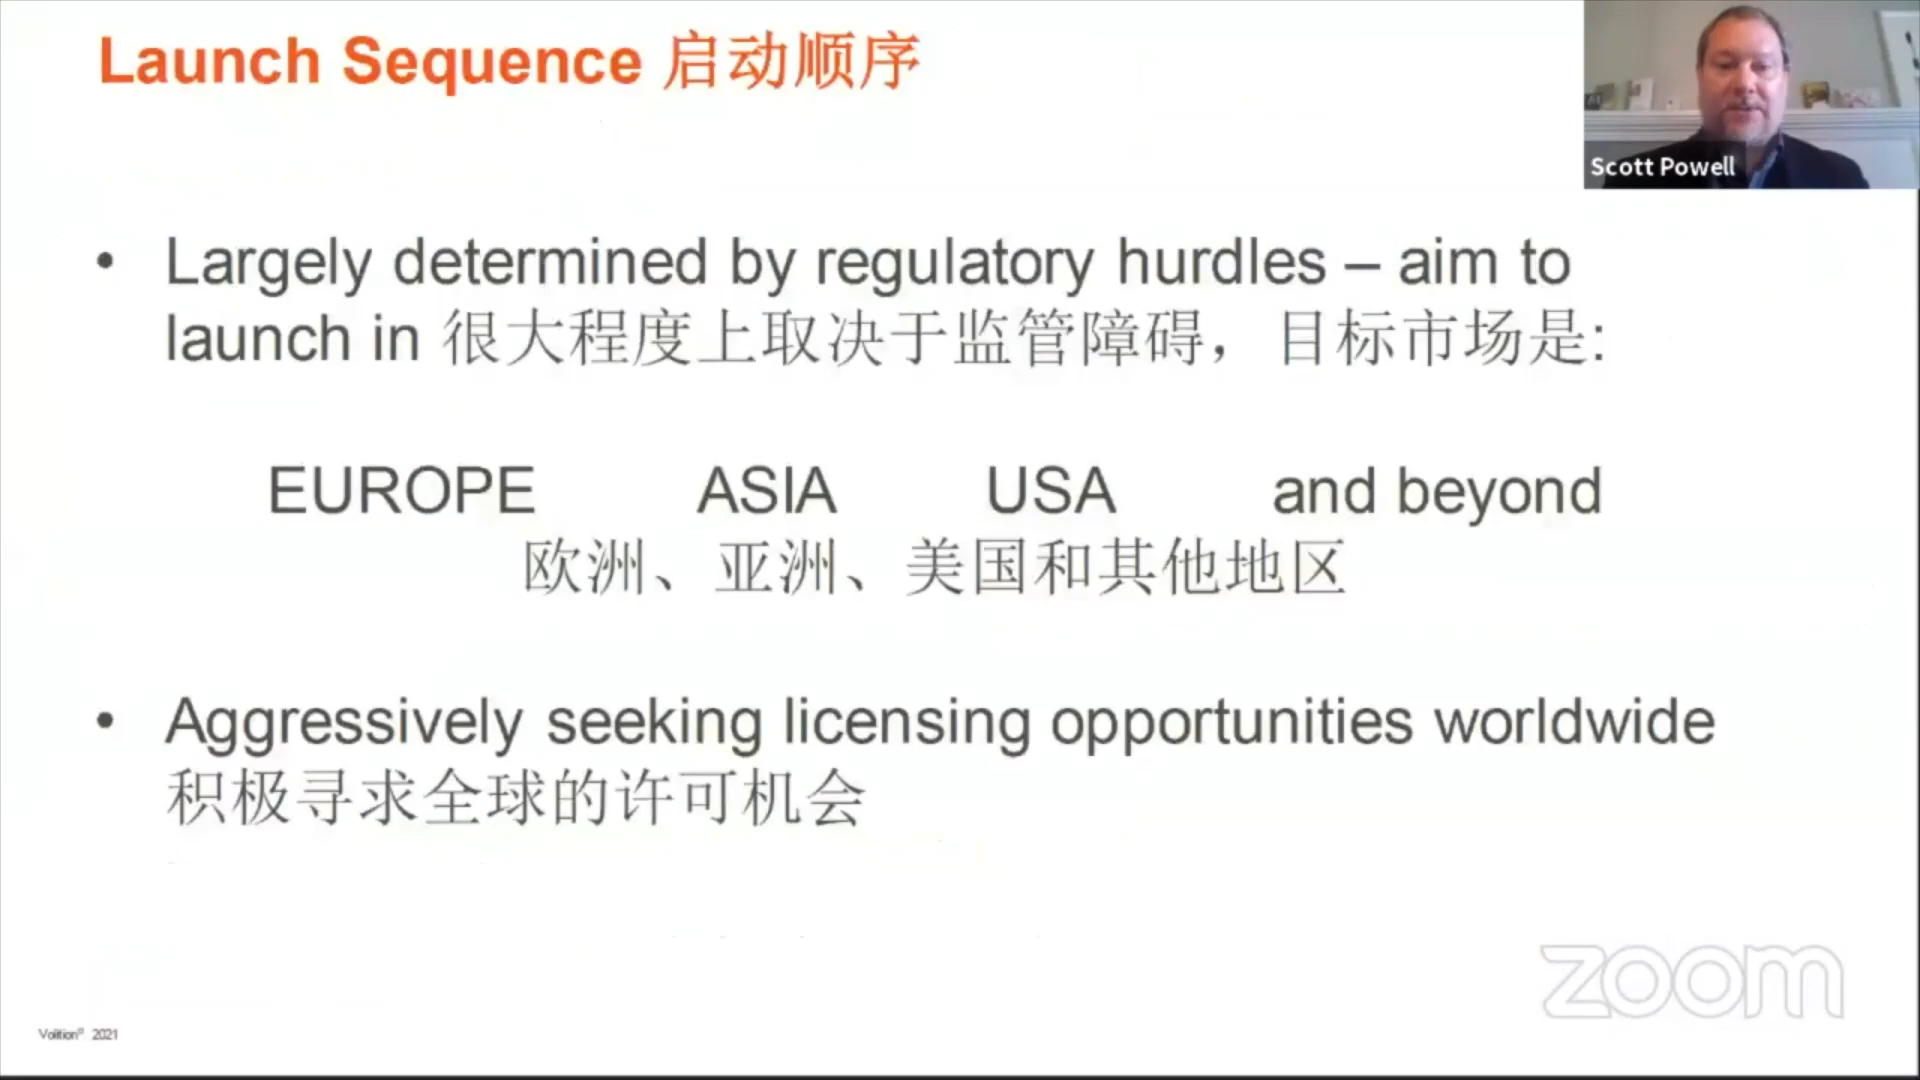 Launch Sequence 启动顺序
Scott Powell
• Largely determined by regulatory hurdles – aim to
launch in 很大程度上取决于监管障碍，目标市场是:
EUROPE ASIA USA and beyond
欧洲、亚洲、美国和其他地区
• Aggressively seeking licensing opportunities worldwide
积极寻求全球的许可机会
zoom
Volition® 2021